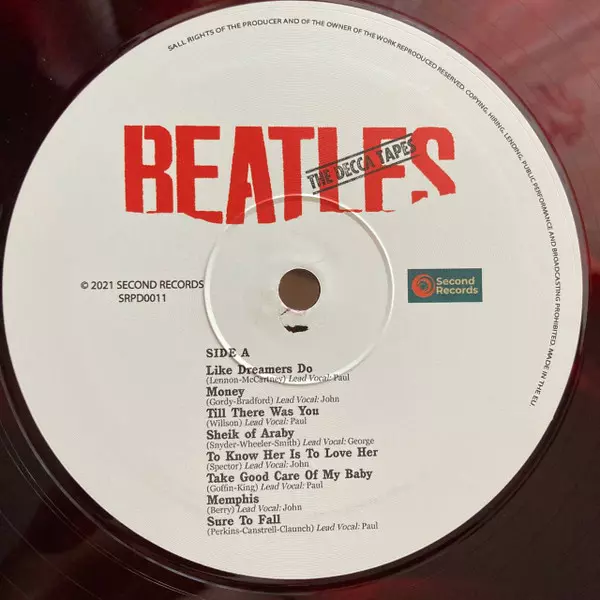 SALL RIGHTS OF THE PRODUCER AND OF THE OWNER OF THE WORK REPRODUCED RESERVED. COPYING, HIRING, LENDING, PUBLIC PERFORMANCE AND BROADCASTING PROHIBITED. MADE IN THE EU.
BEATLES
THE DECCA TAPES
© 2021 SECOND RECORDS
SRPD0011
Second
Records
SIDE A
Like Dreamers Do
(Lennon-McCartney) Lead Vocal: Paul
Money
(Gordy-Bradford) Lead Vocal: John
Till There Was You
(Willson) Lead Vocal: Paul
Sheik of Araby
(Snyder-Wheeler-Smith) Lead Vocal: George
To Know Her Is To Love Her
(Spector) Lead Vocal: John
Take Good Care Of My Baby
(Goffin-King) Lead Vocal: Paul
Memphis
(Berry) Lead Vocal: John
Sure To Fall
(Perkins-Canstrell-Claunch) Lead Vocal: Paul